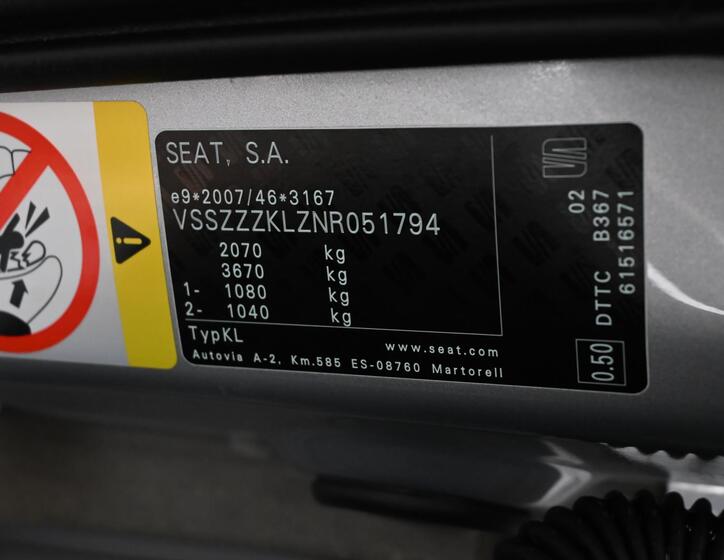 SEAT, S.A.
e9*2007/46*3167
VSSZZZKLZNR051794
2070 kg
3670 kg
1- 1080 kg
2- 1040 kg
TypKL
www.seat.com
Autovia A-2, Km.585 ES-08760 Martorell
02
DTTC B367
61516571
0.50